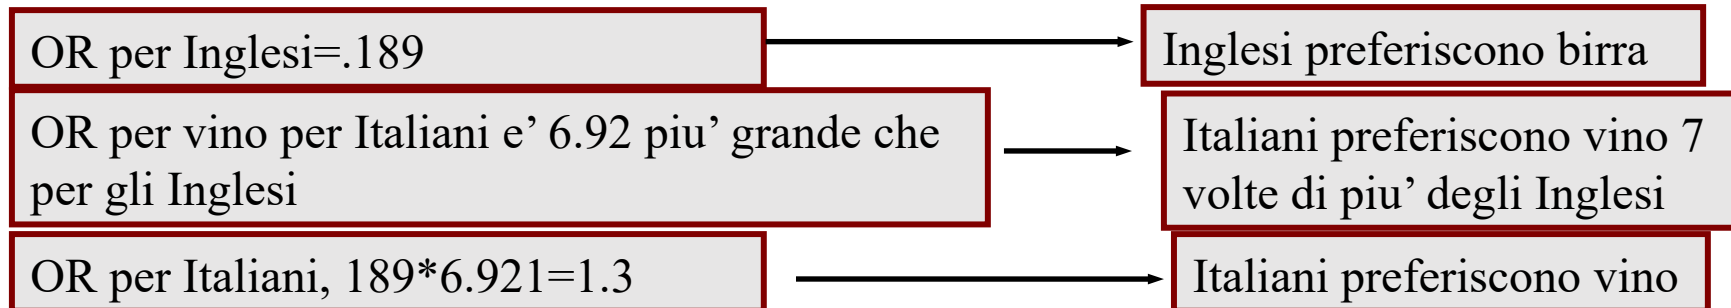 OR per Inglesi=.189
Inglesi preferiscono birra
OR per vino per Italiani e’ 6.92 piu’ grande che
per gli Inglesi
Italiani preferiscono vino 7
volte di piu’ degli Inglesi
OR per Italiani, 189*6.921=1.3
Italiani preferiscono vino